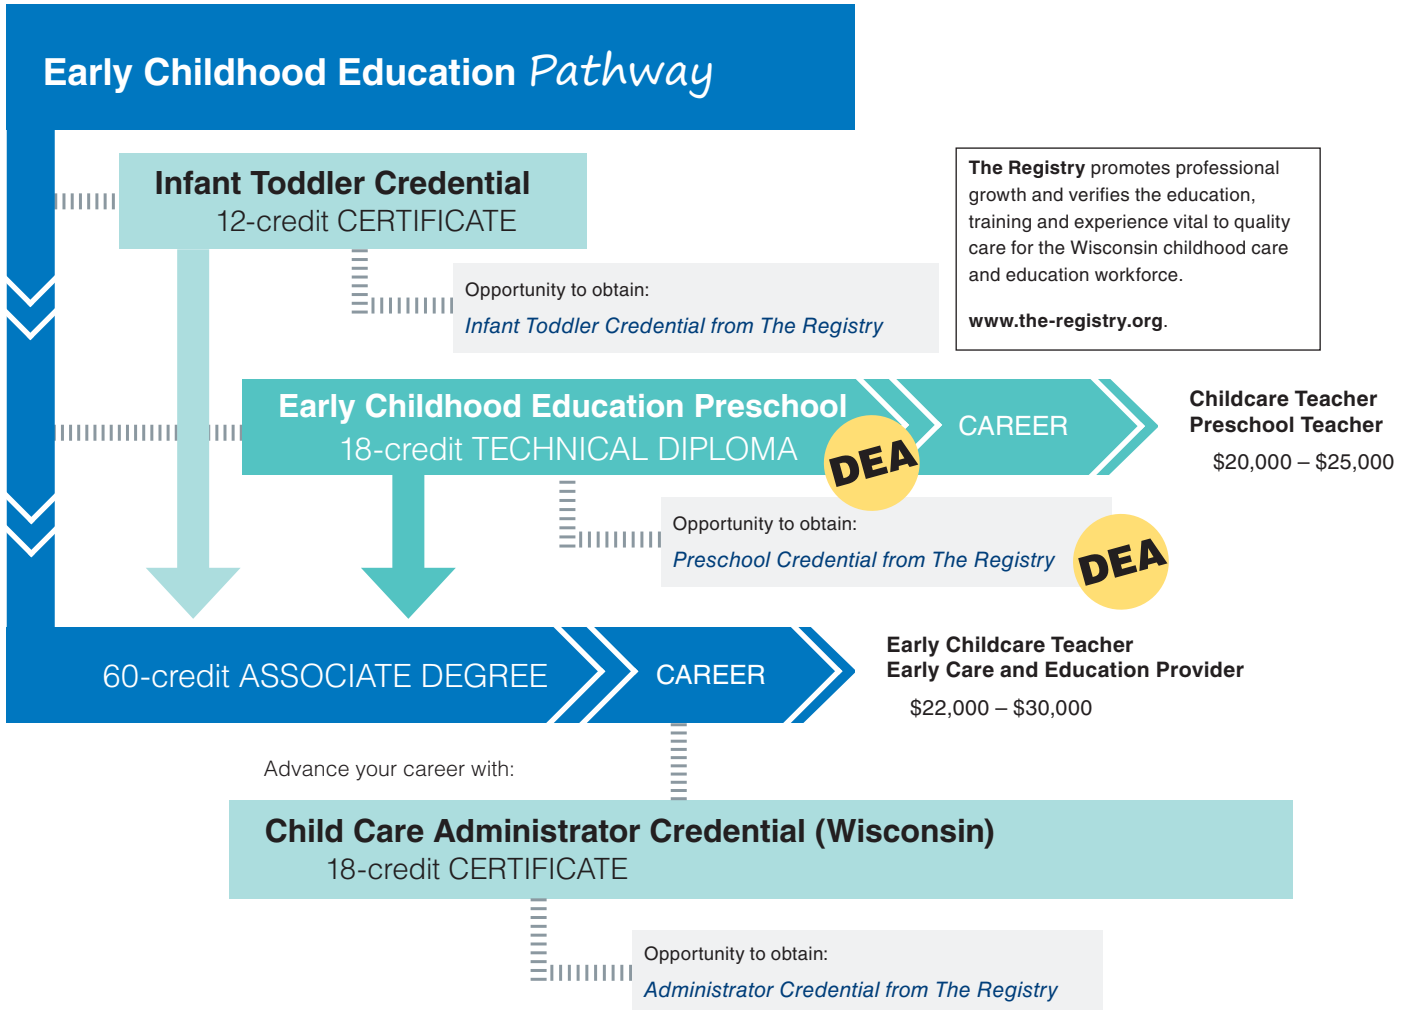 Early Childhood Education Pathway
Infant Toddler Credential
12-credit CERTIFICATE
The Registry promotes professional
growth and verifies the education,
training and experience vital to quality
care for the Wisconsin childhood care
and education workforce.
www.the-registry.org.
Opportunity to obtain:
Infant Toddler Credential from The Registry
Early Childhood Education Preschool
18-credit TECHNICAL DIPLOMA
DEA
CAREER
Childcare Teacher
Preschool Teacher
$20,000 – $25,000
Opportunity to obtain:
Preschool Credential from The Registry
DEA
60-credit ASSOCIATE DEGREE
CAREER
Early Childcare Teacher
Early Care and Education Provider
$22,000 – $30,000
Advance your career with:
Child Care Administrator Credential (Wisconsin)
18-credit CERTIFICATE
Opportunity to obtain:
Administrator Credential from The Registry